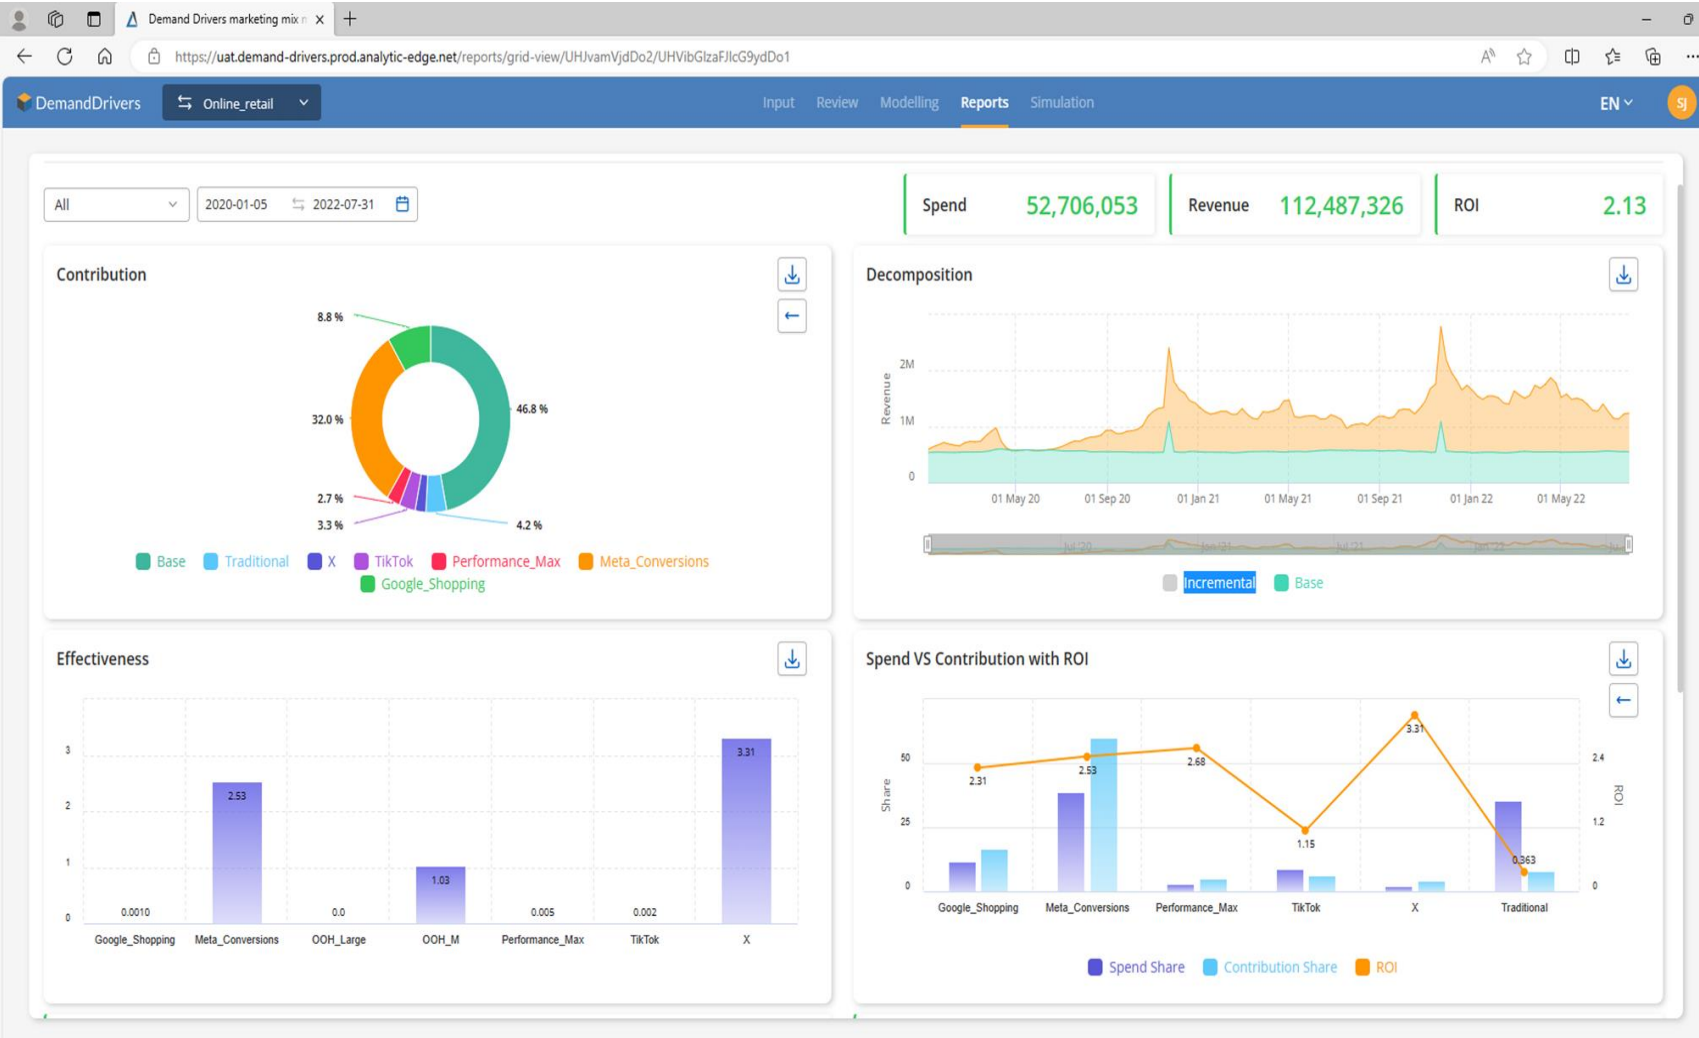 Demand Drivers marketing mix m
https://uat.demand-drivers.prod.analytic-edge.net/reports/grid-view/UHJvamVjdDo2/UHVibGlzaFJlcG9ydDo1
DemandDrivers
Online_retail
Input Review Modelling Reports Simulation
EN
SJ
All
2020-01-05 2022-07-31
Spend 52,706,053
Revenue 112,487,326
ROI 2.13
Contribution
8.8 %
46.8 %
32.0 %
2.7 %
3.3 %
4.2 %
Base Traditional X TikTok Performance_Max Meta_Conversions
Google_Shopping
Decomposition
Revenue
2M
1M
0
01 May 20 01 Sep 20 01 Jan 21 01 May 21 01 Sep 21 01 Jan 22 01 May 22
Jul '20 Jan '21 Jul '21 Jan '22
Incremental Base
Effectiveness
3
2
1
0
0.0010 2.53 0.0 1.03 0.005 0.002 3.31
Google_Shopping Meta_Conversions OOH_Large OOH_M Performance_Max TikTok X
Spend VS Contribution with ROI
Share
50
25
0
2.31 2.53 2.68 1.15 3.31 0.363
2.4
1.2
0
ROI
Google_Shopping Meta_Conversions Performance_Max TikTok X Traditional
Spend Share Contribution Share ROI